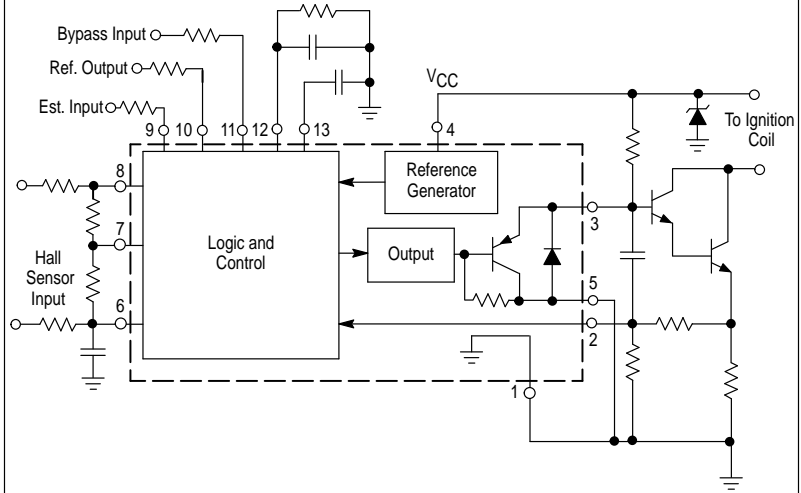 Bypass Input
Ref. Output
Est. Input
VCC
To Ignition
Coil
9
10
11
12
13
4
8
Reference
Generator
3
7
Logic and
Control
Output
Hall
Sensor
Input
5
6
2
1